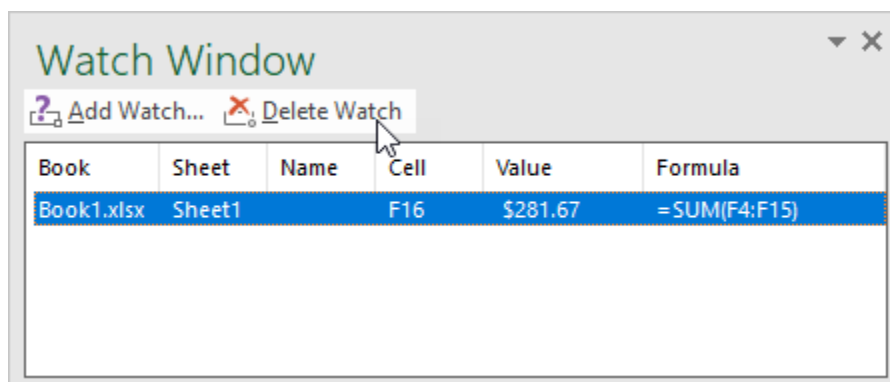 Watch Window
Add Watch... Delete Watch
Book Sheet Name Cell Value Formula
Book1.xlsx Sheet1 F16 $281.67 =SUM(F4:F15)